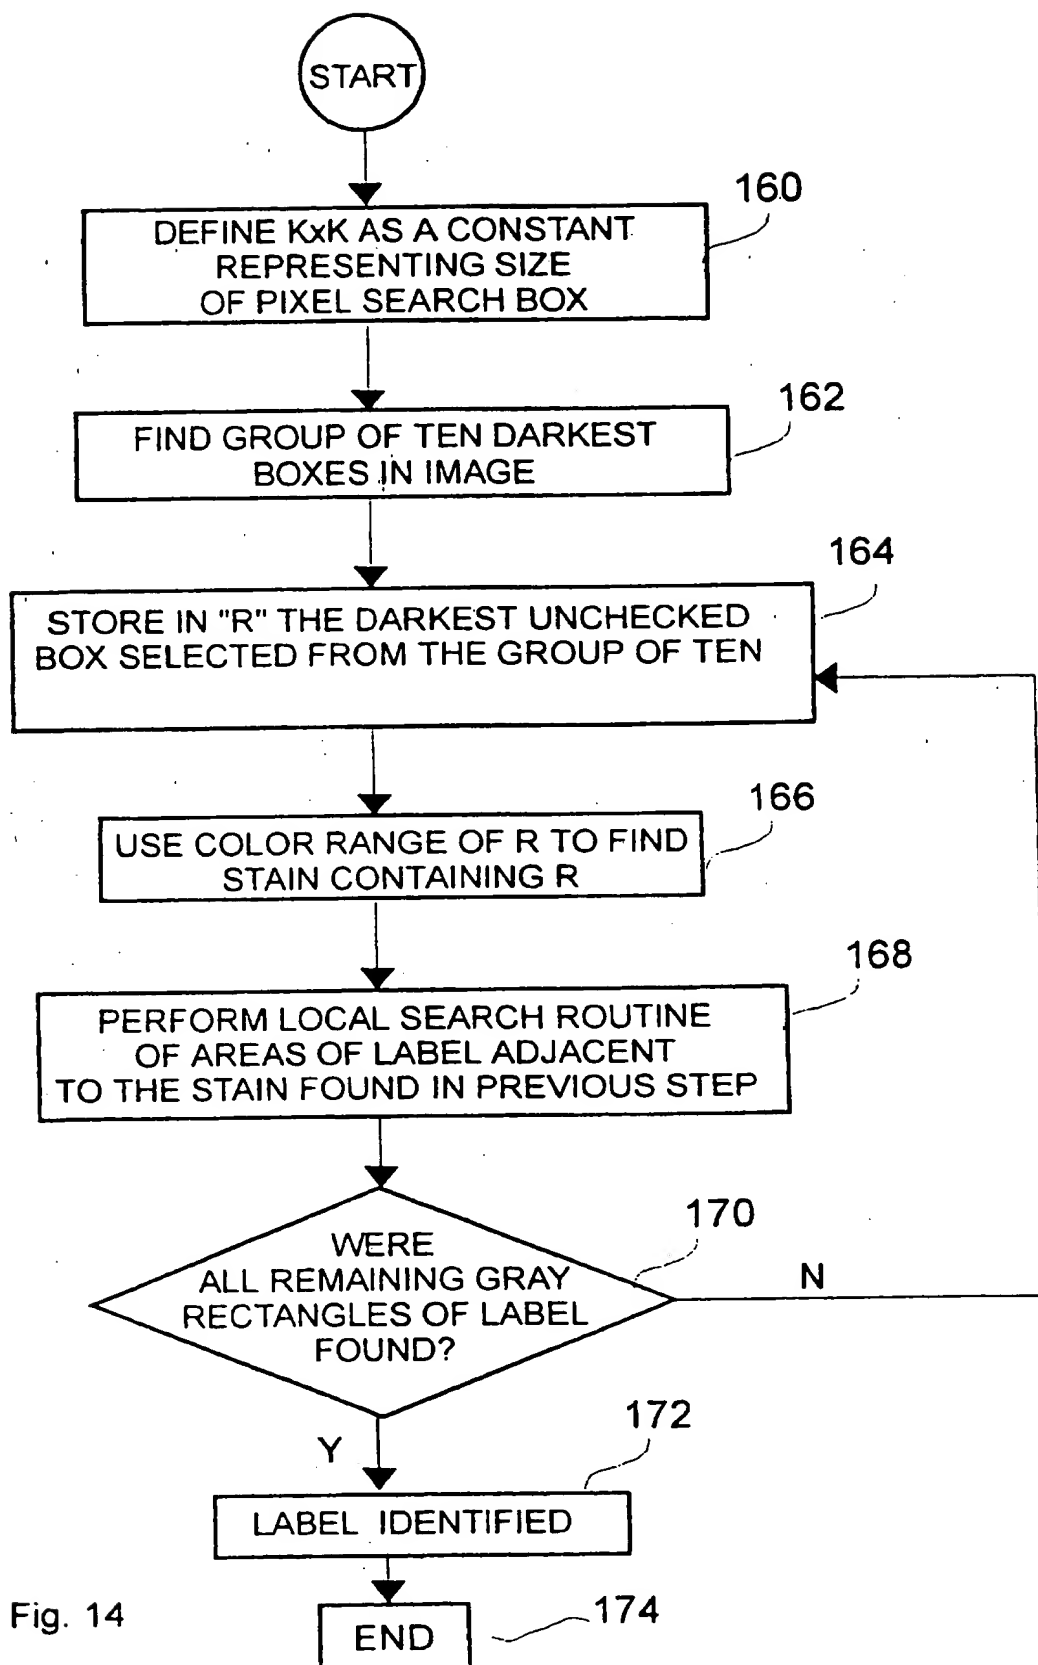 START
160
DEFINE KxK AS A CONSTANT
REPRESENTING SIZE
OF PIXEL SEARCH BOX
162
FIND GROUP OF TEN DARKEST
BOXES IN IMAGE
164
STORE IN "R" THE DARKEST UNCHECKED
BOX SELECTED FROM THE GROUP OF TEN
166
USE COLOR RANGE OF R TO FIND
STAIN CONTAINING R
168
PERFORM LOCAL SEARCH ROUTINE
OF AREAS OF LABEL ADJACENT
TO THE STAIN FOUND IN PREVIOUS STEP
170
WERE
ALL REMAINING GRAY
RECTANGLES OF LABEL
FOUND?
N
Y
172
LABEL IDENTIFIED
174
END
Fig. 14